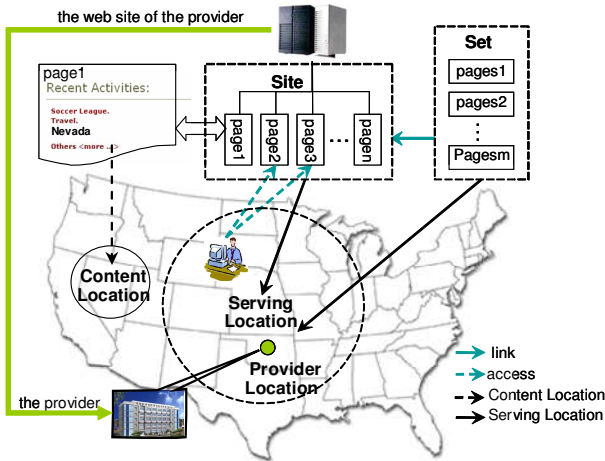 the web site of the provider
page1
Recent Activities:
Soccer League.
Travel.
Nevada
Others <more ...>
Site
page1
page2
page3
...
pagen
Set
pages1
pages2
Pagesm
Content
Location
Serving
Location
Provider
Location
the provider
link
access
Content Location
Serving Location